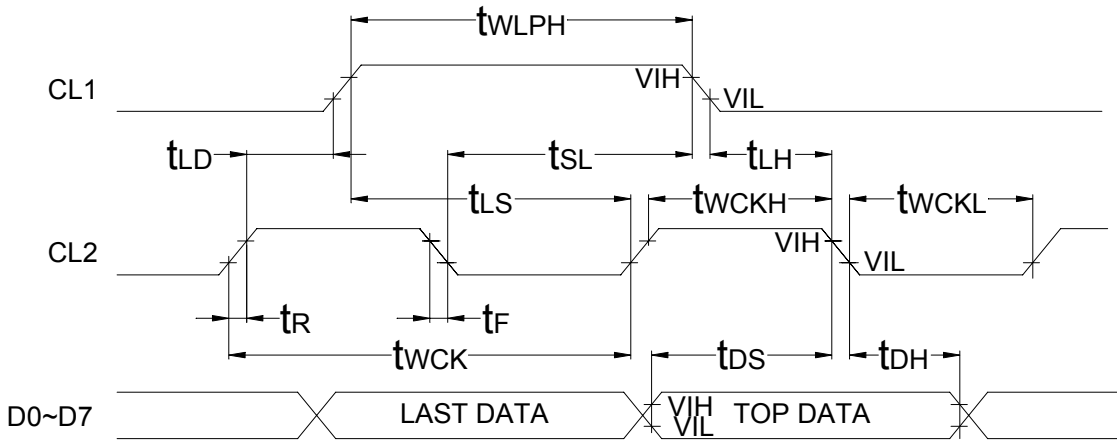 tWLPH
CL1 VIH VIL
tLD tSL tLH
tLS tWCKH tWCKL
CL2 VIH VIL
tR tF
tWCK tDS tDH
D0~D7 LAST DATA VIH TOP DATA
VIL